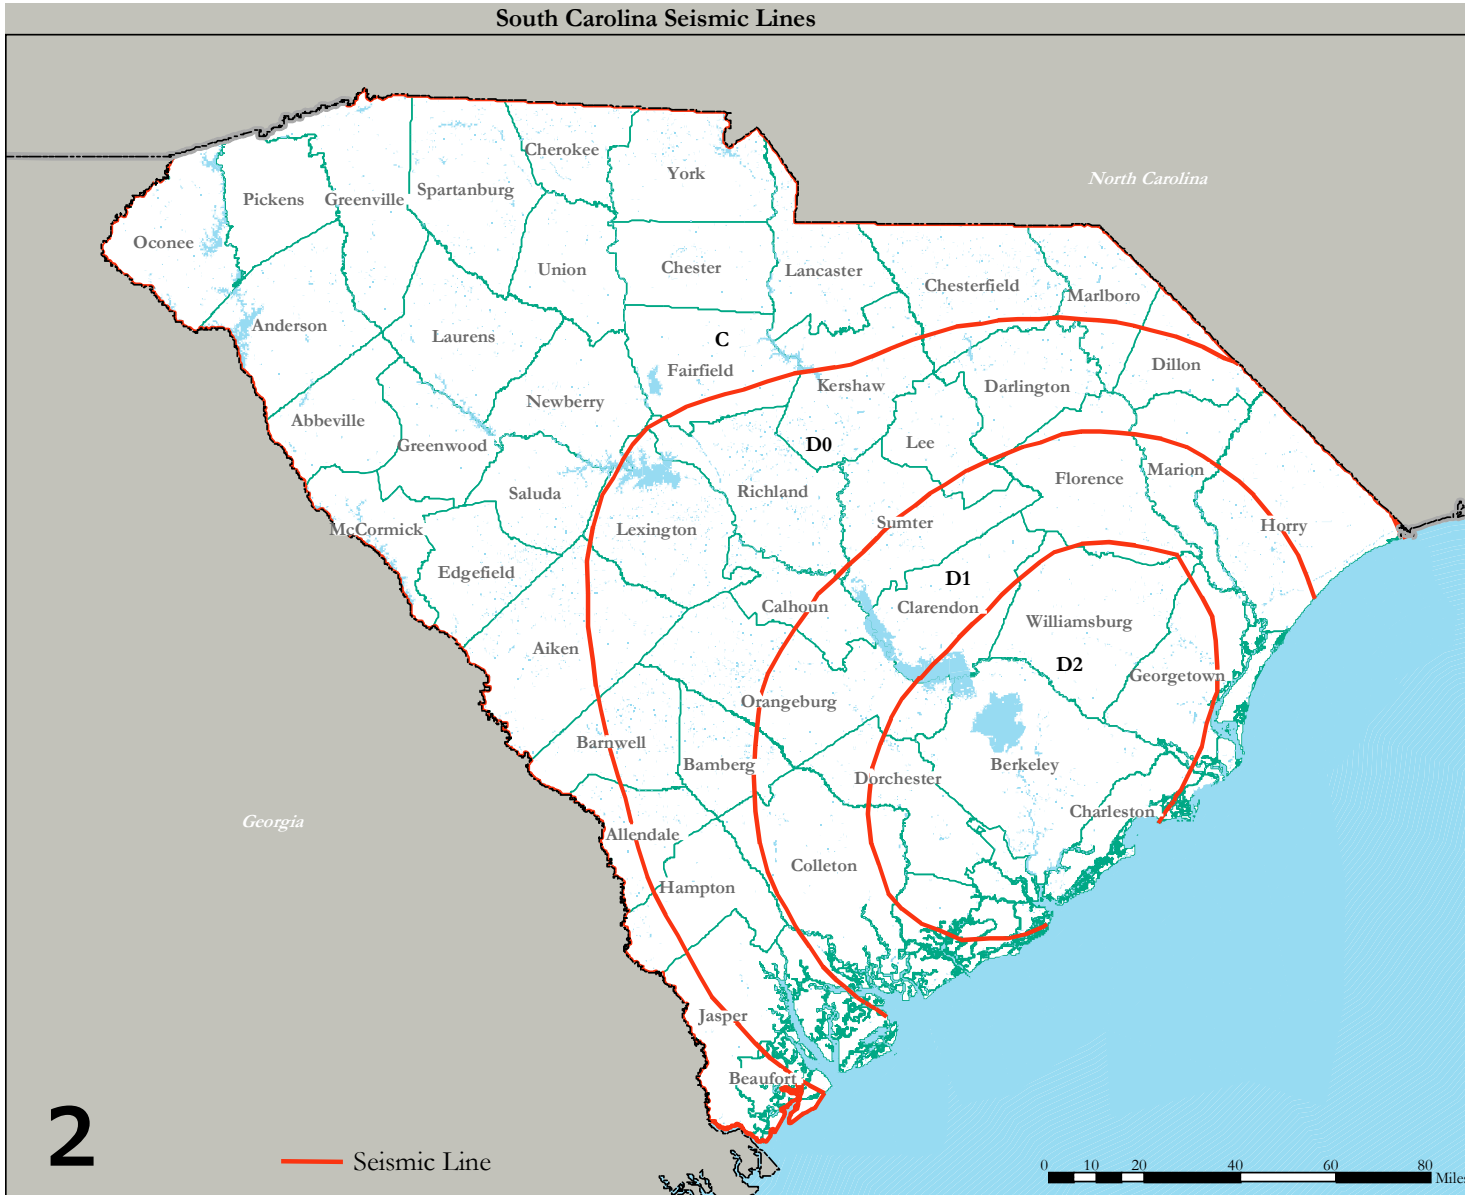 South Carolina Seismic Lines
Cherokee
York
North Carolina
Spartanburg
Pickens
Greenville
Oconee
Union
Chester
Lancaster
Chesterfield
Marlboro
Anderson
Laurens
C
Fairfield
Dillon
Kershaw
Darlington
Newberry
Abbeville
Greenwood
D0
Lee
Saluda
Richland
Florence
Marion
McCormick
Lexington
Sumter
Horry
Edgefield
D1
Calhoun
Clarendon
Williamsburg
Aiken
D2
Georgetown
Orangeburg
Barnwell
Bamberg
Dorchester
Berkeley
Charleston
Georgia
Allendale
Colleton
Hampton
Jasper
Beaufort
2
Seismic Line
0 10 20 40 60 80
Miles